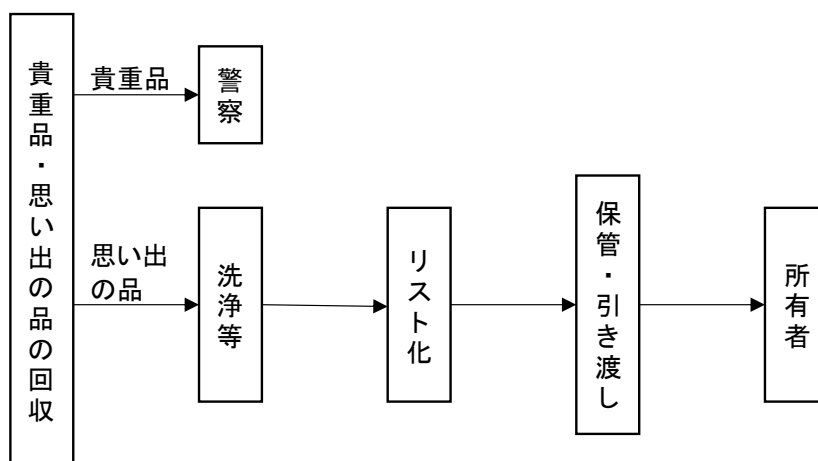 貴重品・思い出の品の回収
貴重品
警察
思い出
の品
洗浄等
リスト化
保管・引き渡し
所有者